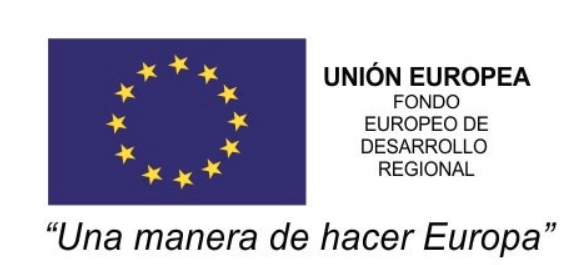 UNIÓN EUROPEA
FONDO
EUROPEO DE
DESARROLLO
REGIONAL
“Una manera de hacer Europa”